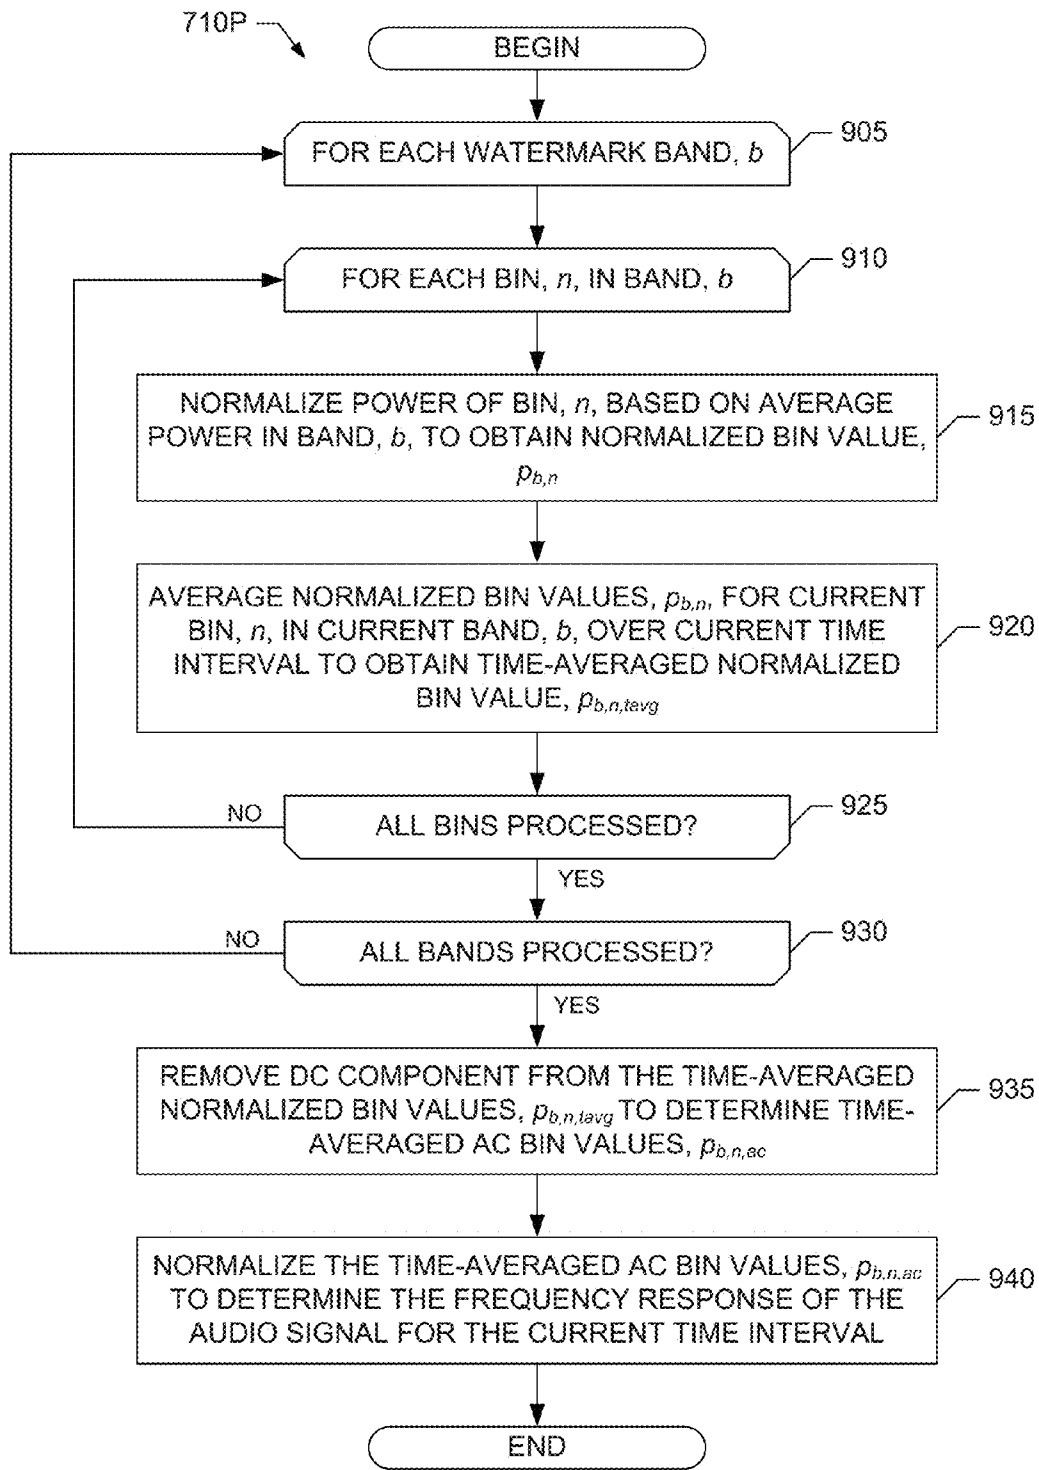 710P
BEGIN
FOR EACH WATERMARK BAND, b
905
FOR EACH BIN, n, IN BAND, b
910
NORMALIZE POWER OF BIN, n, BASED ON AVERAGE
POWER IN BAND, b, TO OBTAIN NORMALIZED BIN VALUE,
pb,n
915
AVERAGE NORMALIZED BIN VALUES, pb,n, FOR CURRENT
BIN, n, IN CURRENT BAND, b, OVER CURRENT TIME
INTERVAL TO OBTAIN TIME-AVERAGED NORMALIZED
BIN VALUE, pb,n,tavg
920
ALL BINS PROCESSED?
925
NO
YES
ALL BANDS PROCESSED?
930
NO
YES
REMOVE DC COMPONENT FROM THE TIME-AVERAGED
NORMALIZED BIN VALUES, pb,n,tavg TO DETERMINE TIME-
AVERAGED AC BIN VALUES, pb,n,ac
935
NORMALIZE THE TIME-AVERAGED AC BIN VALUES, pb,n,ac
TO DETERMINE THE FREQUENCY RESPONSE OF THE
AUDIO SIGNAL FOR THE CURRENT TIME INTERVAL
940
END